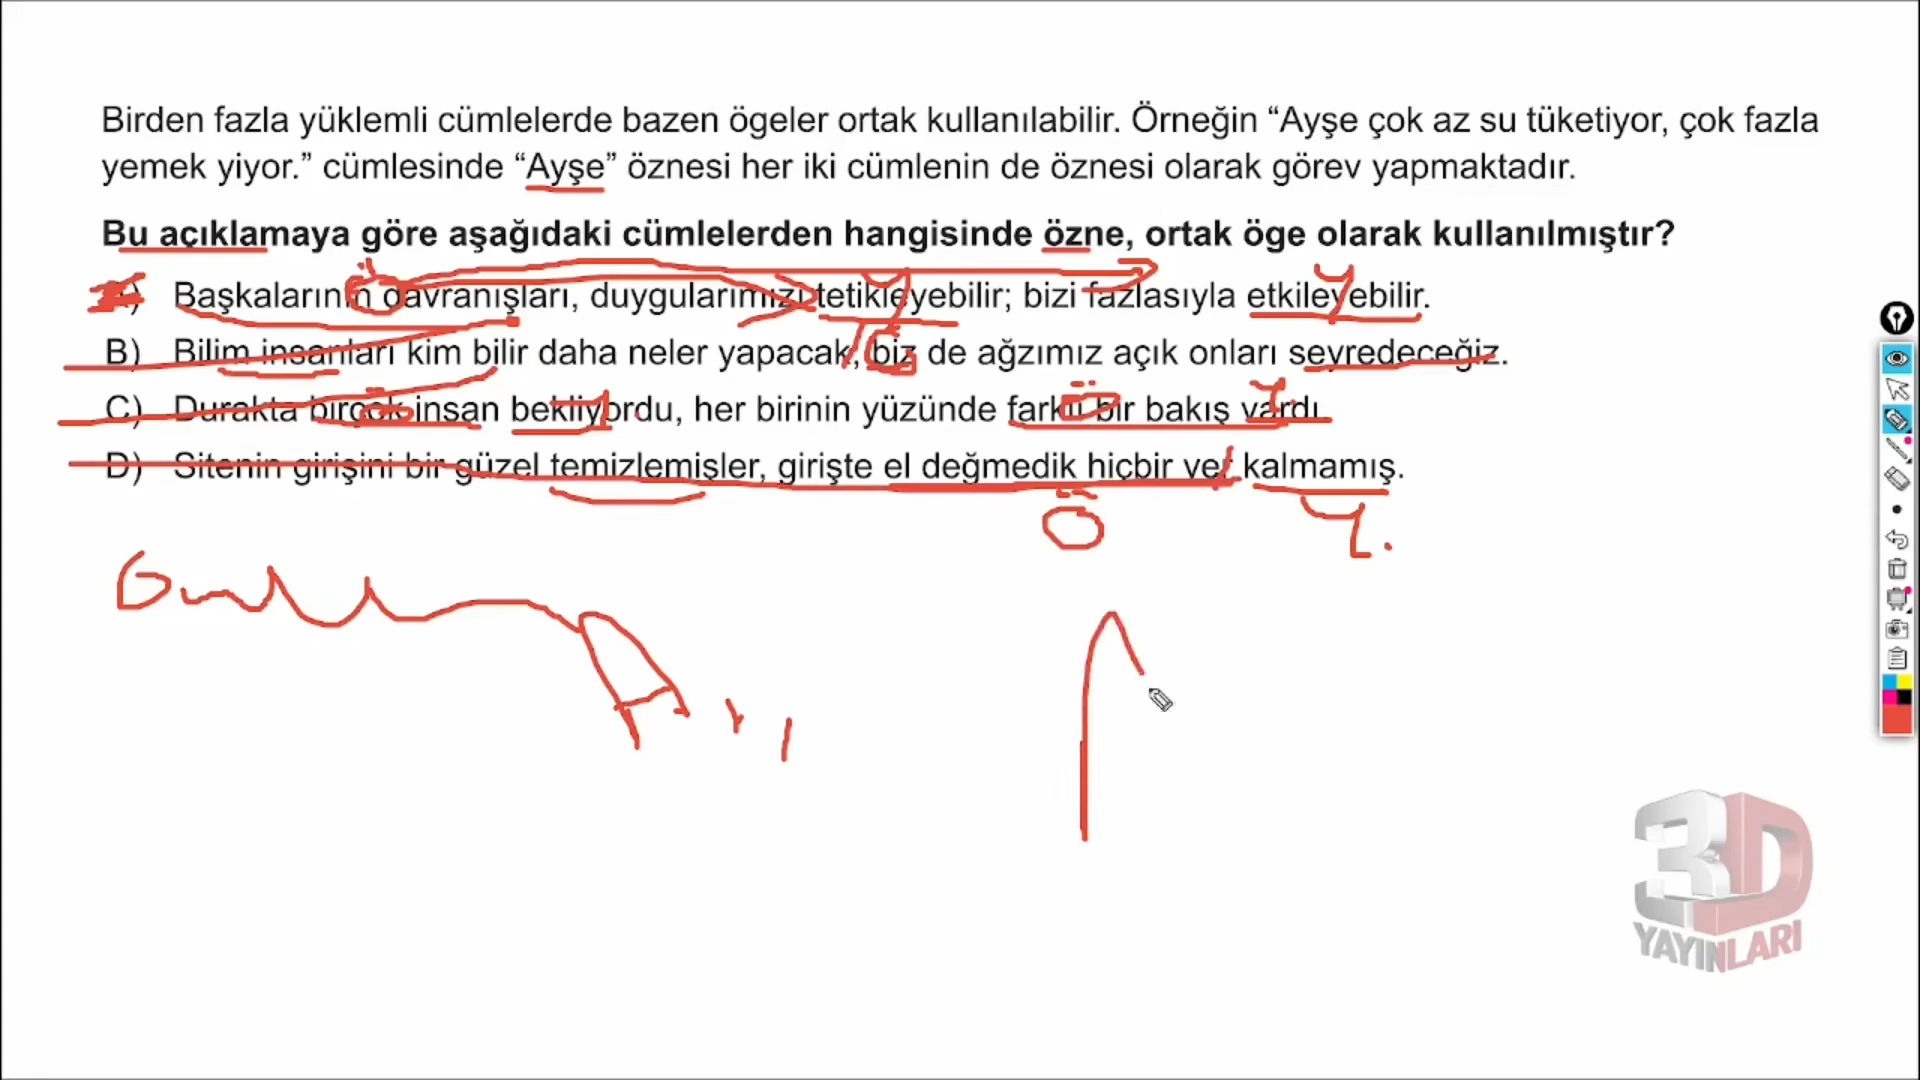 Birden fazla yüklemli cümlelerde bazen ögeler ortak kullanılabilir. Örneğin “Ayşe çok az su tüketiyor, çok fazla
yemek yiyor.” cümlesinde “Ayşe” öznesi her iki cümlenin de öznesi olarak görev yapmaktadır.
Bu açıklamaya göre aşağıdaki cümlelerden hangisinde özne, ortak öge olarak kullanılmıştır?
A) Başkalarının davranışları, duygularımızı tetikleyebilir; bizi fazlasıyla etkileyebilir.
B) Bilim insanları kim bilir daha neler yapacak, biz de ağzımız açık onları seyredeceğiz.
C) Durakta birçok insan bekliyordu, her birinin yüzünde farklı bir bakış vardı.
D) Sitenin girişini bir güzel temizlemişler, girişte el değmedik hiçbir yer kalmamış.
Ö Y.
3D
YAYINLARI